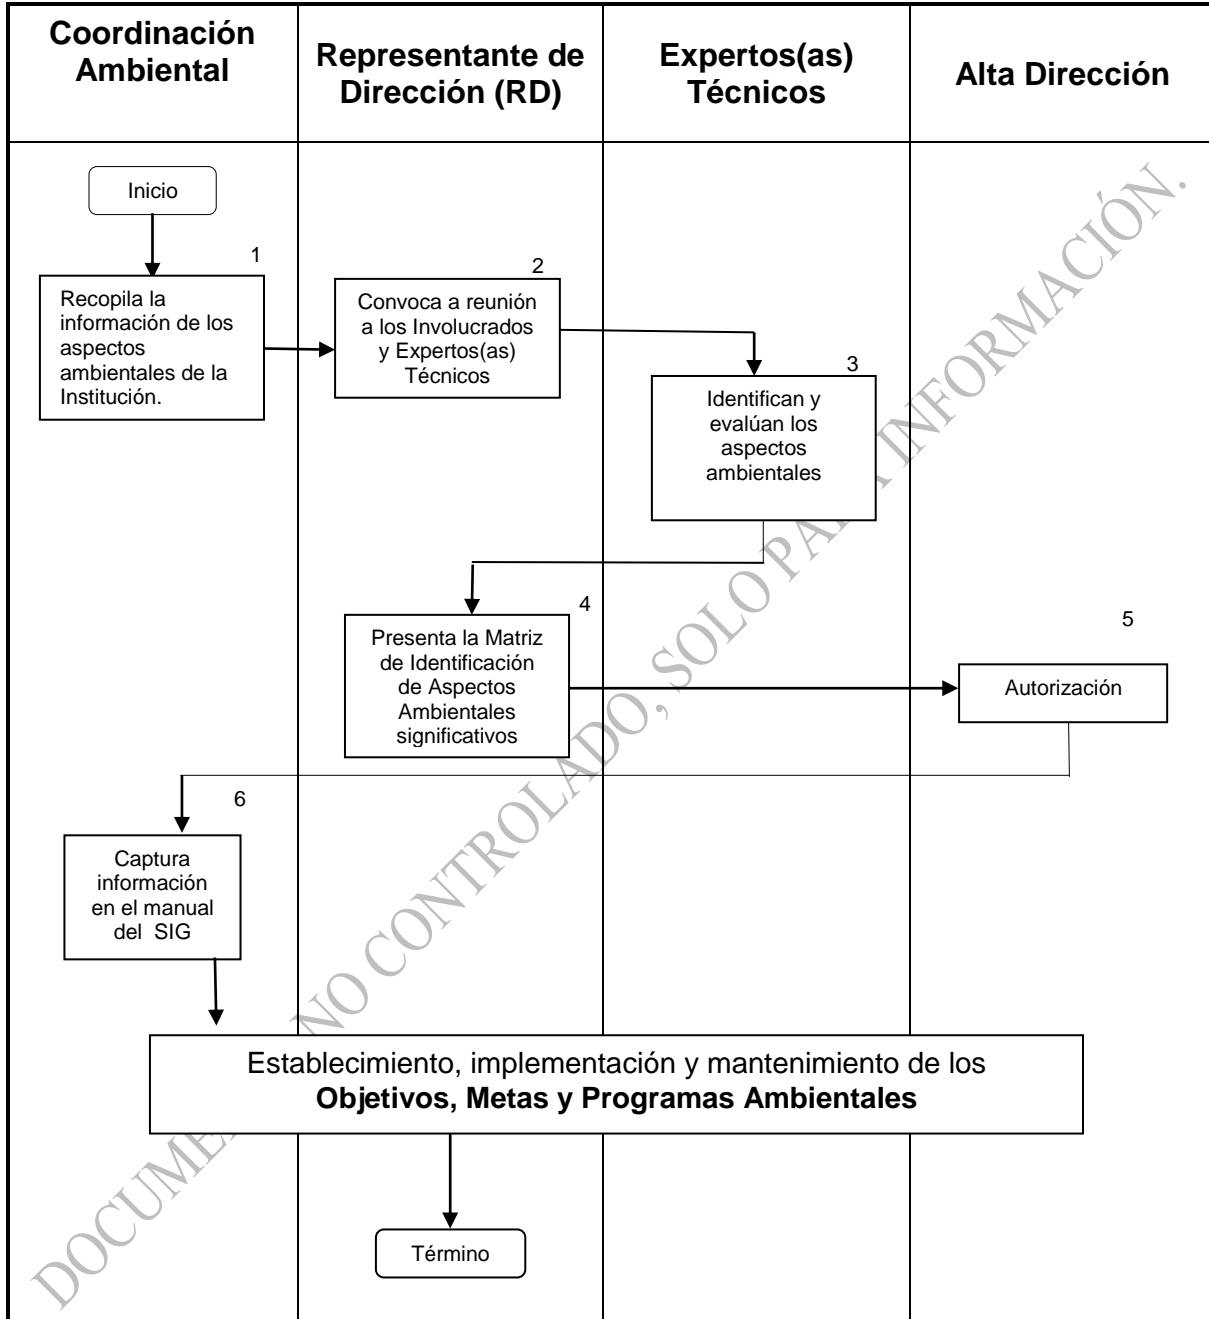 Coordinación
Ambiental
Representante de
Dirección (RD)
Expertos(as)
Técnicos
Alta Dirección
Inicio
1
Recopila la
información de los
aspectos
ambientales de la
Institución.
2
Convoca a reunión
a los Involucrados
y Expertos(as)
Técnicos
3
Identifican y
evalúan los
aspectos
ambientales
4
Presenta la Matriz
de Identificación
de Aspectos
Ambientales
significativos
5
Autorización
6
Captura
información
en el manual
del SIG
Establecimiento, implementación y mantenimiento de los
Objetivos, Metas y Programas Ambientales
Término
DOCUMENTO NO CONTROLADO, SOLO PARA INFORMACIÓN.